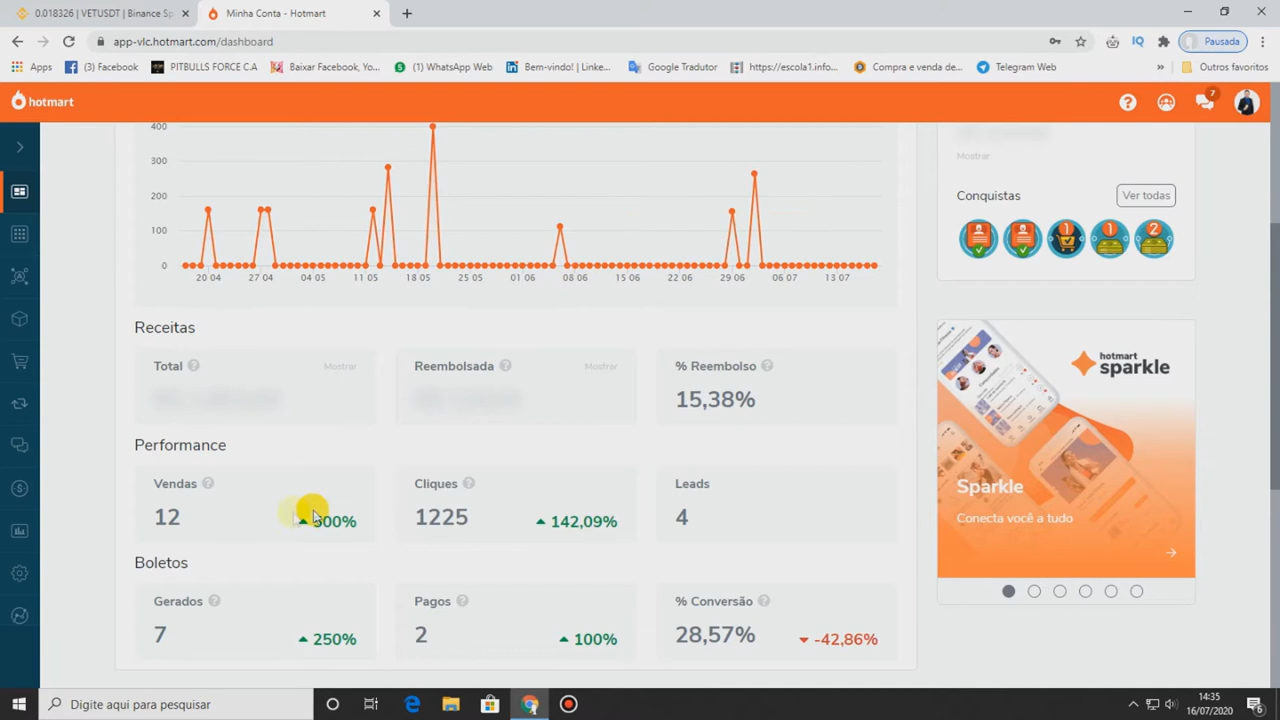 0.018326 | VETUSDT | Binance Sp
Minha Conta - Hotmart
app-vlc.hotmart.com/dashboard
Pausada
Apps
(3) Facebook
PITBULLS FORCE C.A
Baixar Facebook, Yo...
(1) WhatsApp Web
Bem-vindo! | Linke...
Google Tradutor
https://escola1.info...
Compra e venda de...
Telegram Web
»
Outros favoritos
hotmart
7
400
300
200
100
0
20 04
27 04
04 05
11 05
18 05
25 05
01 06
08 06
15 06
22 06
29 06
06 07
13 07
Mostrar
Conquistas
Ver todas
1
1
2
Receitas
Total
Mostrar
Reembolsada
Mostrar
% Reembolso
15,38%
Performance
Vendas
12
Cliques
1225
142,09%
Leads
4
Boletos
Gerados
7
250%
Pagos
2
100%
% Conversão
28,57%
-42,86%
hotmart
sparkle
Sparkle
Conecta você a tudo
Digite aqui para pesquisar
14:35
16/07/2020
6